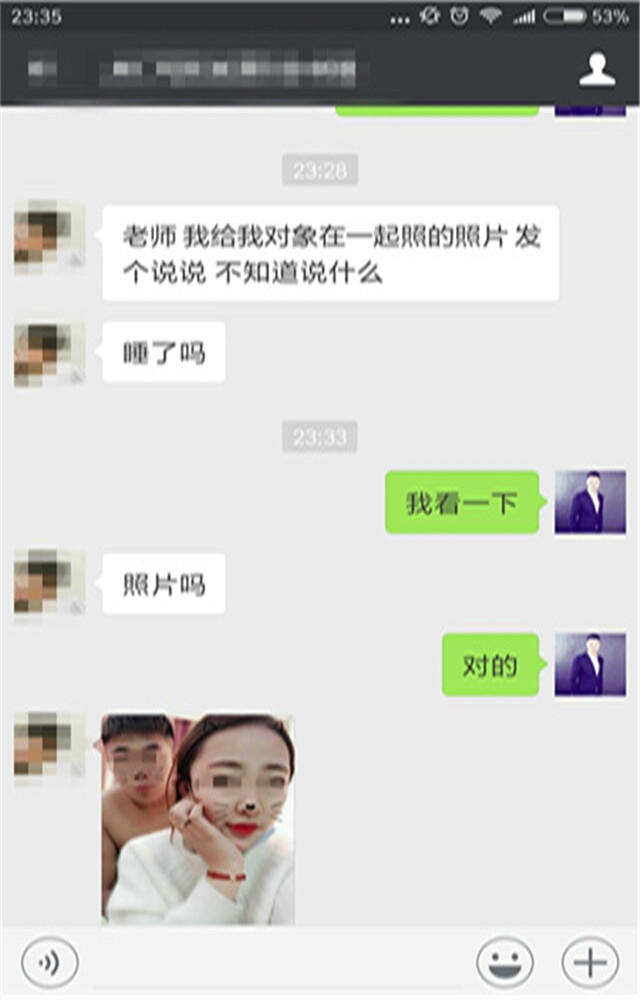 23:35
53%
23:28
老师 我给我对象在一起照的照片 发
个说说 不知道说什么
睡了吗
23:33
我看一下
照片吗
对的